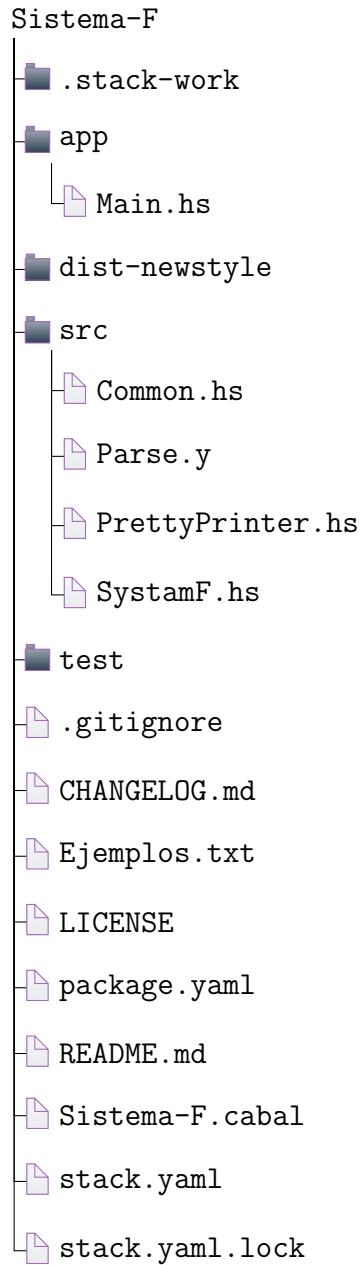 Sistema-F
.stack-work
app
Main.hs
dist-newstyle
src
Common.hs
Parse.y
PrettyPrinter.hs
SystamF.hs
test
.gitignore
CHANGELOG.md
Ejemplos.txt
LICENSE
package.yaml
README.md
Sistema-F.cabal
stack.yaml
stack.yaml.lock